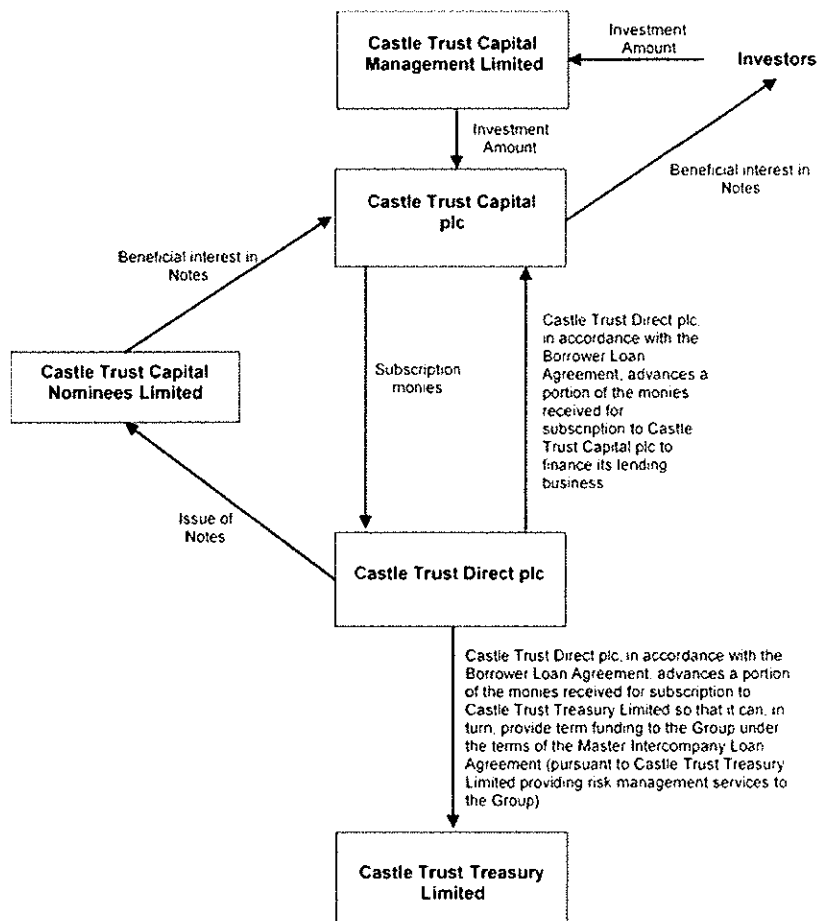 Castle Trust Capital
Management Limited
Investment
Amount
Investors
Investment
Amount
Castle Trust Capital
plc
Beneficial interest in
Notes
Beneficial interest in
Notes
Castle Trust Capital
Nominees Limited
Subscription
monies
Castle Trust Direct plc,
in accordance with the
Borrower Loan
Agreement, advances a
portion of the monies
received for
subscription to Castle
Trust Capital plc to
finance its lending
business
Issue of
Notes
Castle Trust Direct plc
Castle Trust Direct plc, in accordance with the
Borrower Loan Agreement, advances a portion
of the monies received for subscription to
Castle Trust Treasury Limited so that it can, in
turn, provide term funding to the Group under
the terms of the Master Intercompany Loan
Agreement (pursuant to Castle Trust Treasury
Limited providing risk management services to
the Group)
Castle Trust Treasury
Limited